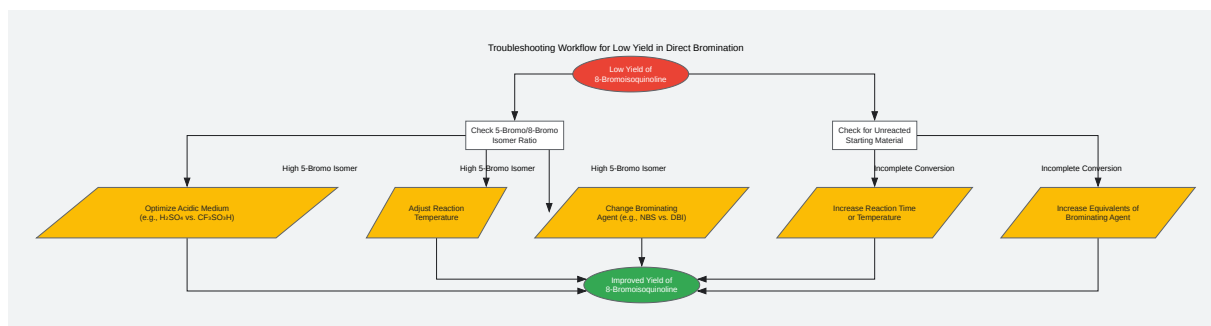 Troubleshooting Workflow for Low Yield in Direct Bromination
Low Yield of
8-Bromoisoquinoline
Check 5-Bromo/8-Bromo
Isomer Ratio
Check for Unreacted
Starting Material
High 5-Bromo Isomer
High 5-Bromo Isomer
High 5-Bromo Isomer
Incomplete Conversion
Incomplete Conversion
Optimize Acidic Medium
(e.g., H₂SO₄ vs. CF₃SO₃H)
Adjust Reaction
Temperature
Change Brominating
Agent (e.g., NBS vs. DBI)
Increase Reaction Time
or Temperature
Increase Equivalents of
Brominating Agent
Improved Yield of
8-Bromoisoquinoline